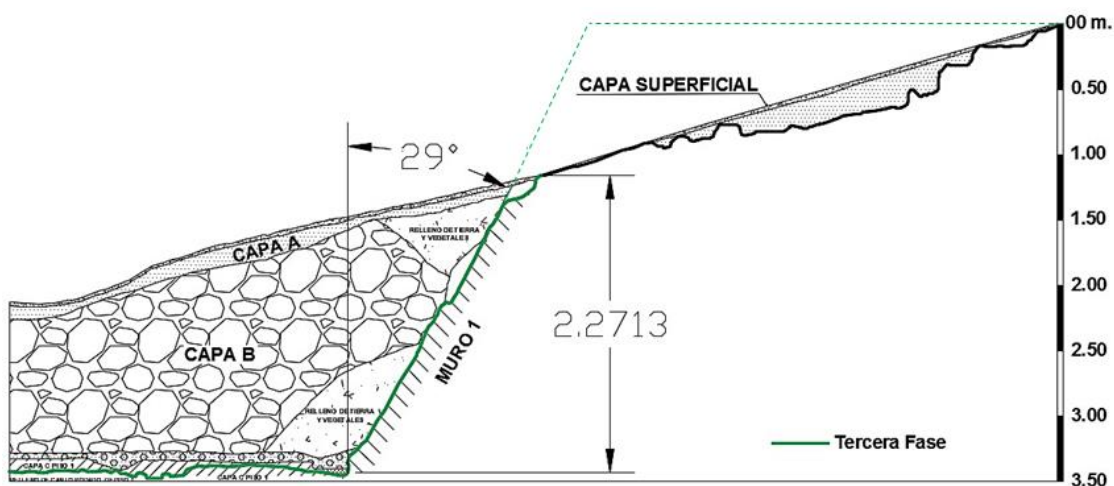 00 m.
CAPA SUPERFICIAL
0.50
1.00
29°
1.50
RELLENO DE TIERRA
Y VEGETALES
CAPA A
2.00
2.2713
CAPA B
MURO 1
2.50
RELLENO DE TIERRA
Y VEGETALES
3.00
Tercera Fase
CAPA C PISO 1
CAPA C PISO 1
3.50